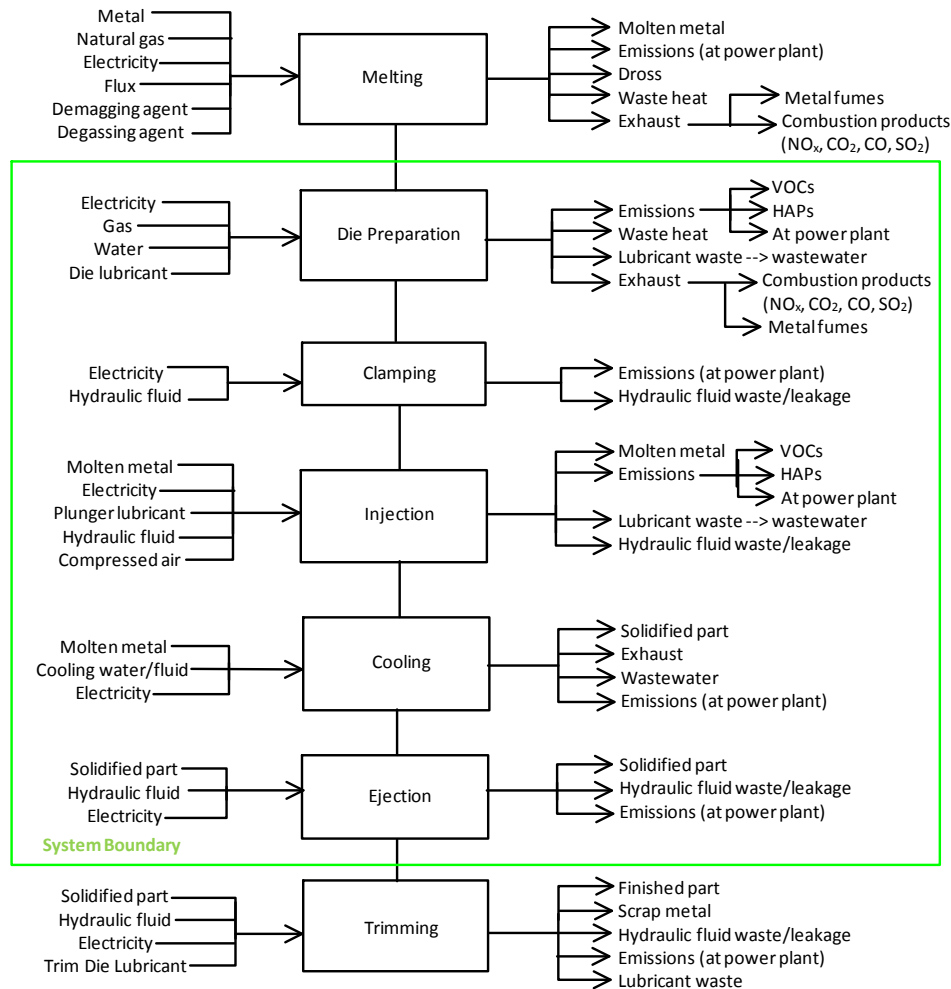 Metal
Natural gas
Electricity
Flux
Demagging agent
Degassing agent
Melting
Molten metal
Emissions (at power plant)
Dross
Waste heat
Exhaust
Metal fumes
Combustion products
(NOₓ, CO₂, CO, SO₂)
Electricity
Gas
Water
Die lubricant
Die Preparation
Emissions
Waste heat
Lubricant waste --> wastewater
Exhaust
VOCs
HAPs
At power plant
Combustion products
(NOₓ, CO₂, CO, SO₂)
Metal fumes
Electricity
Hydraulic fluid
Clamping
Emissions (at power plant)
Hydraulic fluid waste/leakage
Molten metal
Electricity
Plunger lubricant
Hydraulic fluid
Compressed air
Injection
Molten metal
Emissions
Lubricant waste --> wastewater
Hydraulic fluid waste/leakage
VOCs
HAPs
At power plant
Molten metal
Cooling water/fluid
Electricity
Cooling
Solidified part
Exhaust
Wastewater
Emissions (at power plant)
Solidified part
Hydraulic fluid
Electricity
Ejection
Solidified part
Hydraulic fluid waste/leakage
Emissions (at power plant)
System Boundary
Solidified part
Hydraulic fluid
Electricity
Trim Die Lubricant
Trimming
Finished part
Scrap metal
Hydraulic fluid waste/leakage
Emissions (at power plant)
Lubricant waste